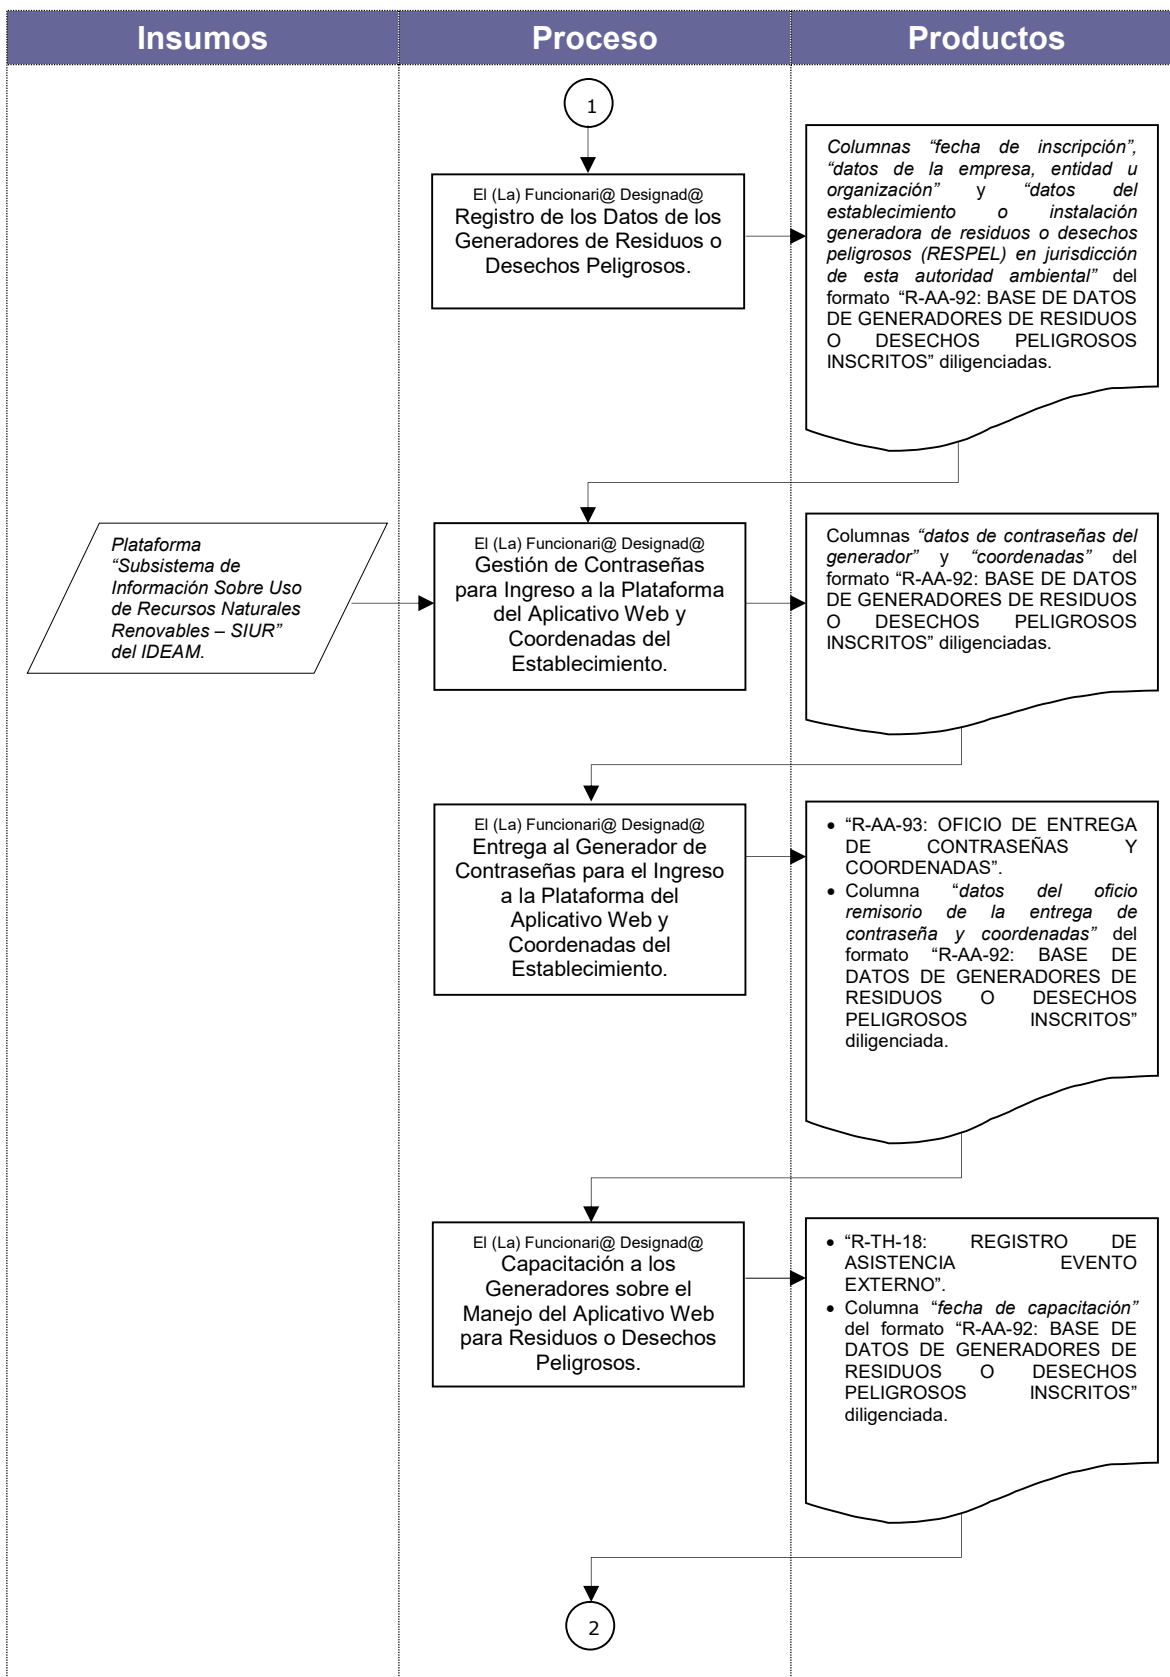 Insumos
Proceso
Productos
1
El (La) Funcionari@ Designad@
Registro de los Datos de los
Generadores de Residuos o
Desechos Peligrosos.
Columnas “fecha de inscripción”,
“datos de la empresa, entidad u
organización” y “datos del
establecimiento o instalación
generadora de residuos o desechos
peligrosos (RESPEL) en jurisdicción
de esta autoridad ambiental” del
formato “R-AA-92: BASE DE DATOS
DE GENERADORES DE RESIDUOS
O DESECHOS PELIGROSOS
INSCRITOS” diligenciadas.
Plataforma
“Subsistema de
Información Sobre Uso
de Recursos Naturales
Renovables – SIUR”
del IDEAM.
El (La) Funcionari@ Designad@
Gestión de Contraseñas
para Ingreso a la Plataforma
del Aplicativo Web y
Coordenadas del
Establecimiento.
Columnas “datos de contraseñas del
generador” y “coordenadas” del
formato “R-AA-92: BASE DE DATOS
DE GENERADORES DE RESIDUOS
O DESECHOS PELIGROSOS
INSCRITOS” diligenciadas.
El (La) Funcionari@ Designad@
Entrega al Generador de
Contraseñas para el Ingreso
a la Plataforma del
Aplicativo Web y
Coordenadas del
Establecimiento.
• “R-AA-93: OFICIO DE ENTREGA
DE CONTRASEÑAS Y
COORDENADAS”.
• Columna “datos del oficio
remisorio de la entrega de
contraseña y coordenadas” del
formato “R-AA-92: BASE DE
DATOS DE GENERADORES DE
RESIDUOS O DESECHOS
PELIGROSOS INSCRITOS”
diligenciada.
El (La) Funcionari@ Designad@
Capacitación a los
Generadores sobre el
Manejo del Aplicativo Web
para Residuos o Desechos
Peligrosos.
• “R-TH-18: REGISTRO DE
ASISTENCIA EVENTO
EXTERNO”.
• Columna “fecha de capacitación”
del formato “R-AA-92: BASE DE
DATOS DE GENERADORES DE
RESIDUOS O DESECHOS
PELIGROSOS INSCRITOS”
diligenciada.
2